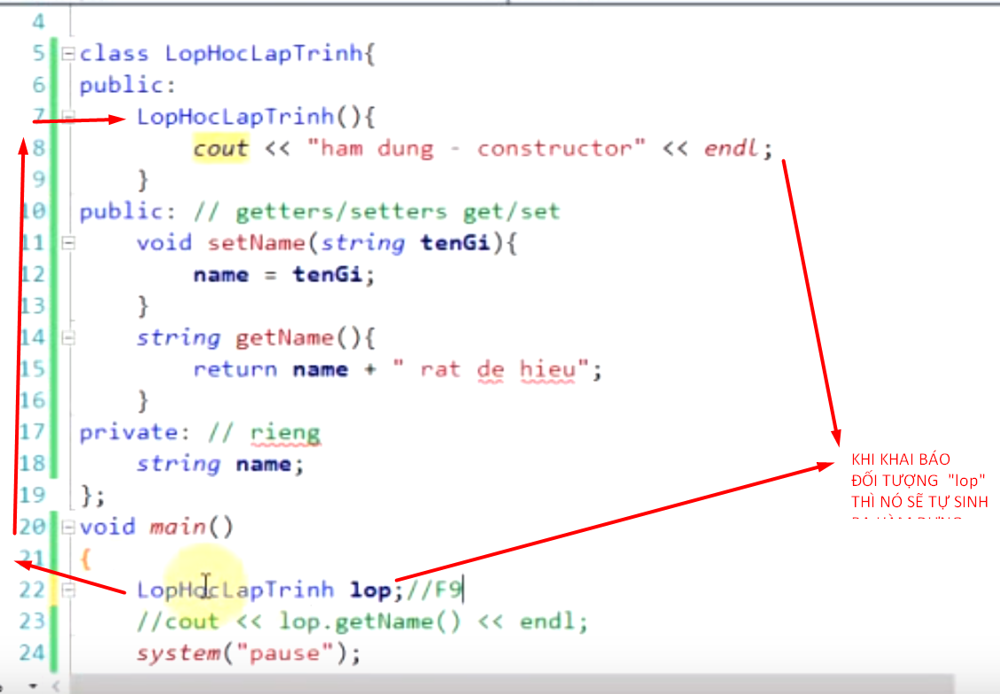 4
5 class LopHocLapTrinh{
6 public:
7 LopHocLapTrinh(){
8 cout << "ham dung - constructor" << endl;
9 }
10 public: // getters/setters get/set
11 void setName(string tenGi){
12 name = tenGi;
13 }
14 string getName(){
15 return name + " rat de hieu";
16 }
17 private: // rieng
18 string name;
19 };
20 void main()
21 {
22 LopHocLapTrinh lop;//F9
23 //cout << lop.getName() << endl;
24 system("pause");
KHI KHAI BÁO
ĐỐI TƯỢNG "lop"
THÌ NÓ SẼ TỰ SINH